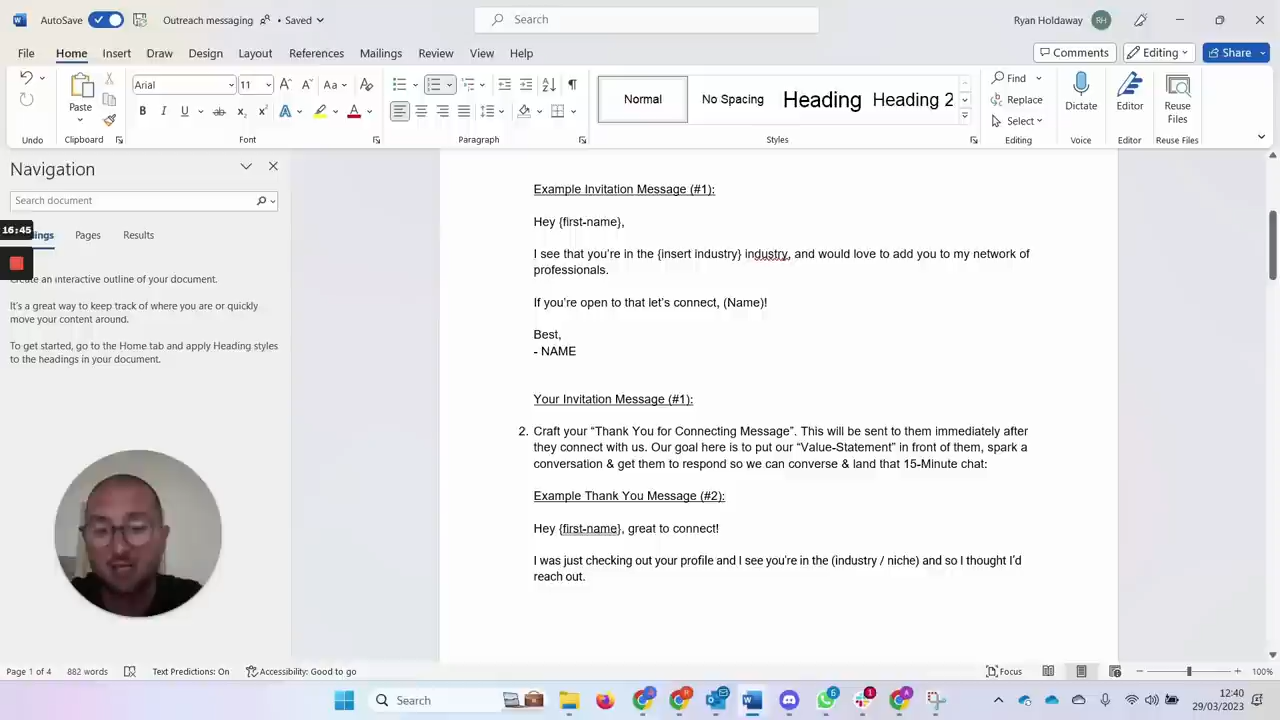 AutoSave
Outreach messaging
• Saved
Search
Ryan Holdaway
RH
File
Home
Insert
Draw
Design
Layout
References
Mailings
Review
View
Help
Comments
Editing
Share
Undo
Paste
Clipboard
Arial
11
Font
Paragraph
Normal
No Spacing
Heading
Heading 2
Styles
Find
Replace
Select
Editing
Dictate
Voice
Editor
Editor
Reuse
Files
Reuse Files
Navigation
Search document
16:45
Pages
Results
Create an interactive outline of your document.
It's a great way to keep track of where you are or quickly
move your content around.
To get started, go to the Home tab and apply Heading styles
to the headings in your document.
Example Invitation Message (#1):
Hey {first-name},
I see that you're in the {insert industry} industry, and would love to add you to my network of
professionals.
If you're open to that let's connect, (Name)!
Best,
- NAME
Your Invitation Message (#1):
2. Craft your “Thank You for Connecting Message”. This will be sent to them immediately after
they connect with us. Our goal here is to put our “Value-Statement” in front of them, spark a
conversation & get them to respond so we can converse & land that 15-Minute chat:
Example Thank You Message (#2):
Hey {first-name}, great to connect!
I was just checking out your profile and I see you're in the (industry / niche) and so I thought I'd
reach out.
Page 1 of 4
882 words
Text Predictions: On
Accessibility: Good to go
Focus
100%
Search
6
1
12:40
29/03/2023